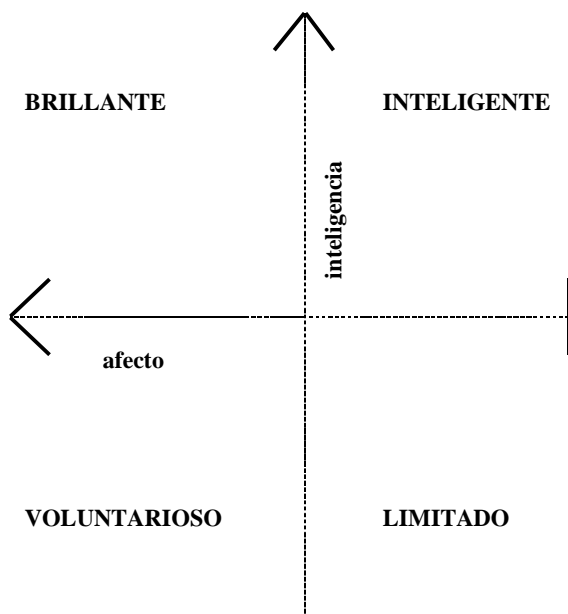 BRILLANTE
INTELIGENTE
inteligencia
afecto
VOLUNTARIOSO
LIMITADO